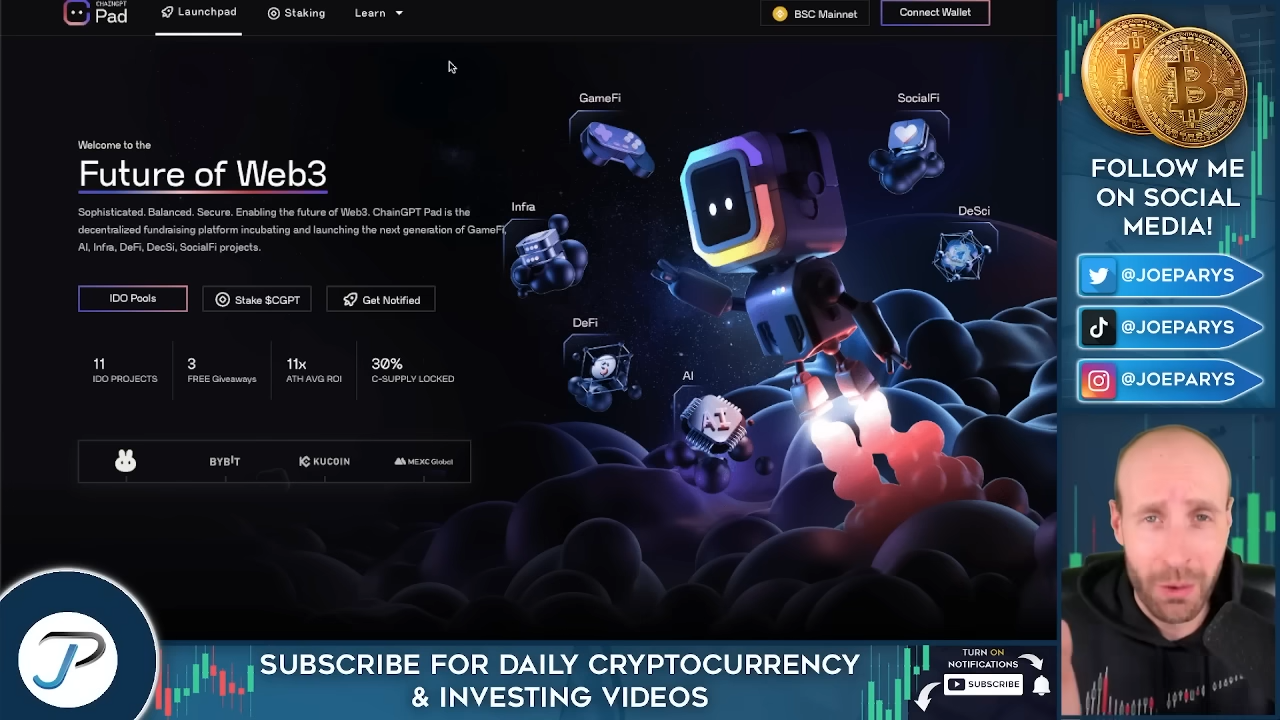 CHAINGPT
Pad
Launchpad
Staking
Learn
BSC Mainnet
Connect Wallet
Welcome to the
Future of Web3
Sophisticated. Balanced. Secure. Enabling the future of Web3. ChainGPT Pad is the
decentralized fundraising platform incubating and launching the next generation of GameFi,
AI, Infra, DeFi, DecSi, SocialFi projects.
IDO Pools
Stake $CGPT
Get Notified
11
IDO PROJECTS
3
FREE Giveaways
11x
ATH AVG ROI
30%
C-SUPPLY LOCKED
BYBIT
KUCOIN
MEXC Global
GameFi
SocialFi
Infra
DeSci
DeFi
AI
AI
FOLLOW ME
ON SOCIAL
MEDIA!
@JOEPARYS
@JOEPARYS
@JOEPARYS
JP
SUBSCRIBE FOR DAILY CRYPTOCURRENCY
& INVESTING VIDEOS
TURN ON
NOTIFICATIONS
SUBSCRIBE